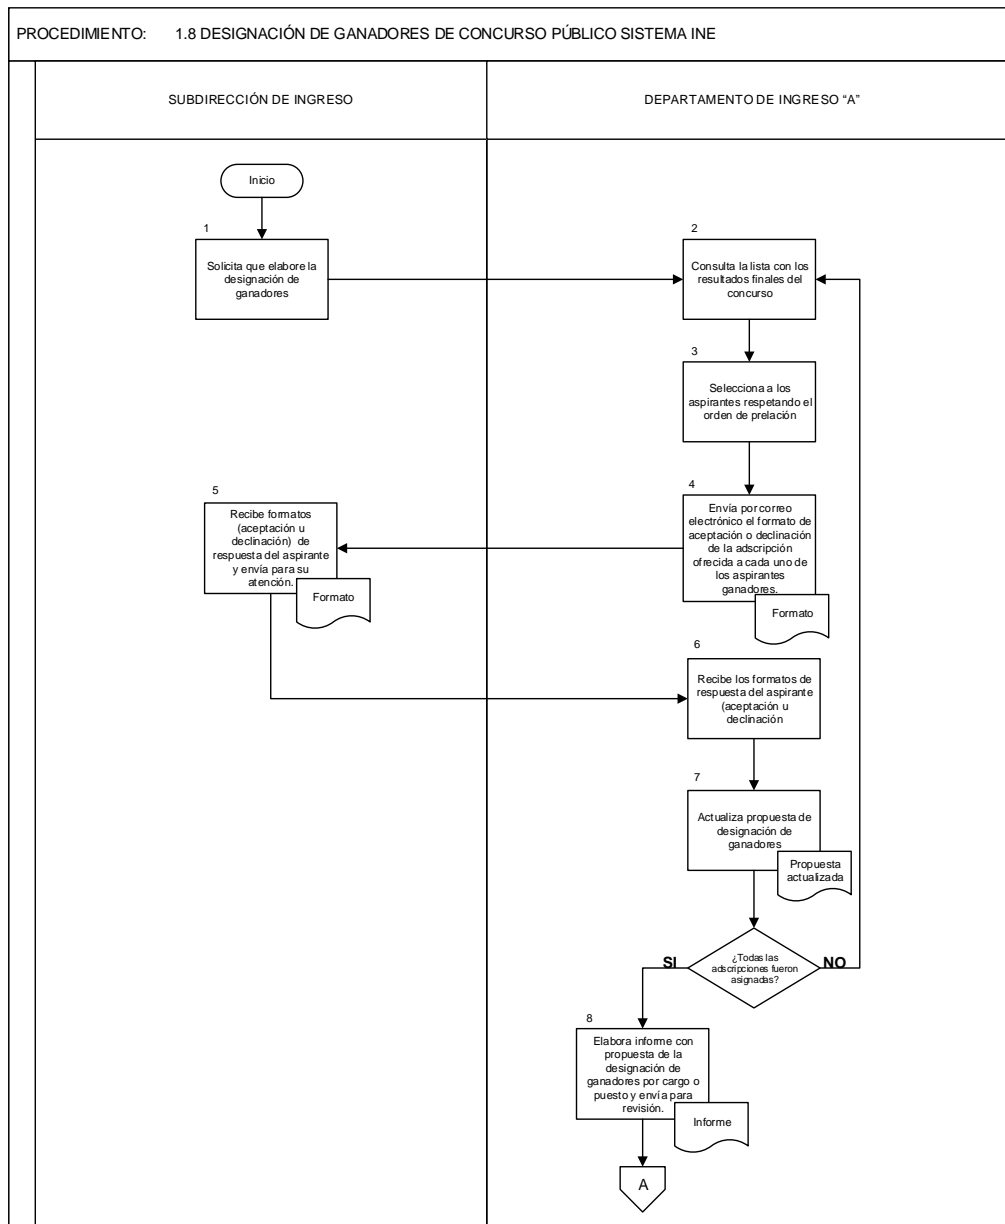 PROCEDIMIENTO: 1.8 DESIGNACIÓN DE GANADORES DE CONCURSO PÚBLICO SISTEMA INE
SUBDIRECCIÓN DE INGRESO
DEPARTAMENTO DE INGRESO “A”
Inicio
1
Solicita que elabore la
designación de
ganadores
2
Consulta la lista con los
resultados finales del
concurso
3
Selecciona a los
aspirantes respetando el
orden de prelación
4
Envía por correo
electrónico el formato de
aceptación o declinación
de la adscripción
ofrecida a cada uno de
los aspirantes
ganadores.
Formato
5
Recibe formatos
(aceptación u
declinación) de
respuesta del aspirante
y envía para su
atención.
Formato
6
Recibe los formatos de
respuesta del aspirante
(aceptación u
declinación
7
Actualiza propuesta de
designación de
ganadores
Propuesta
actualizada
¿Todas las
adscripciones fueron
asignadas?
SI
NO
8
Elabora informe con
propuesta de la
designación de
ganadores por cargo o
puesto y envía para
revisión.
Informe
A